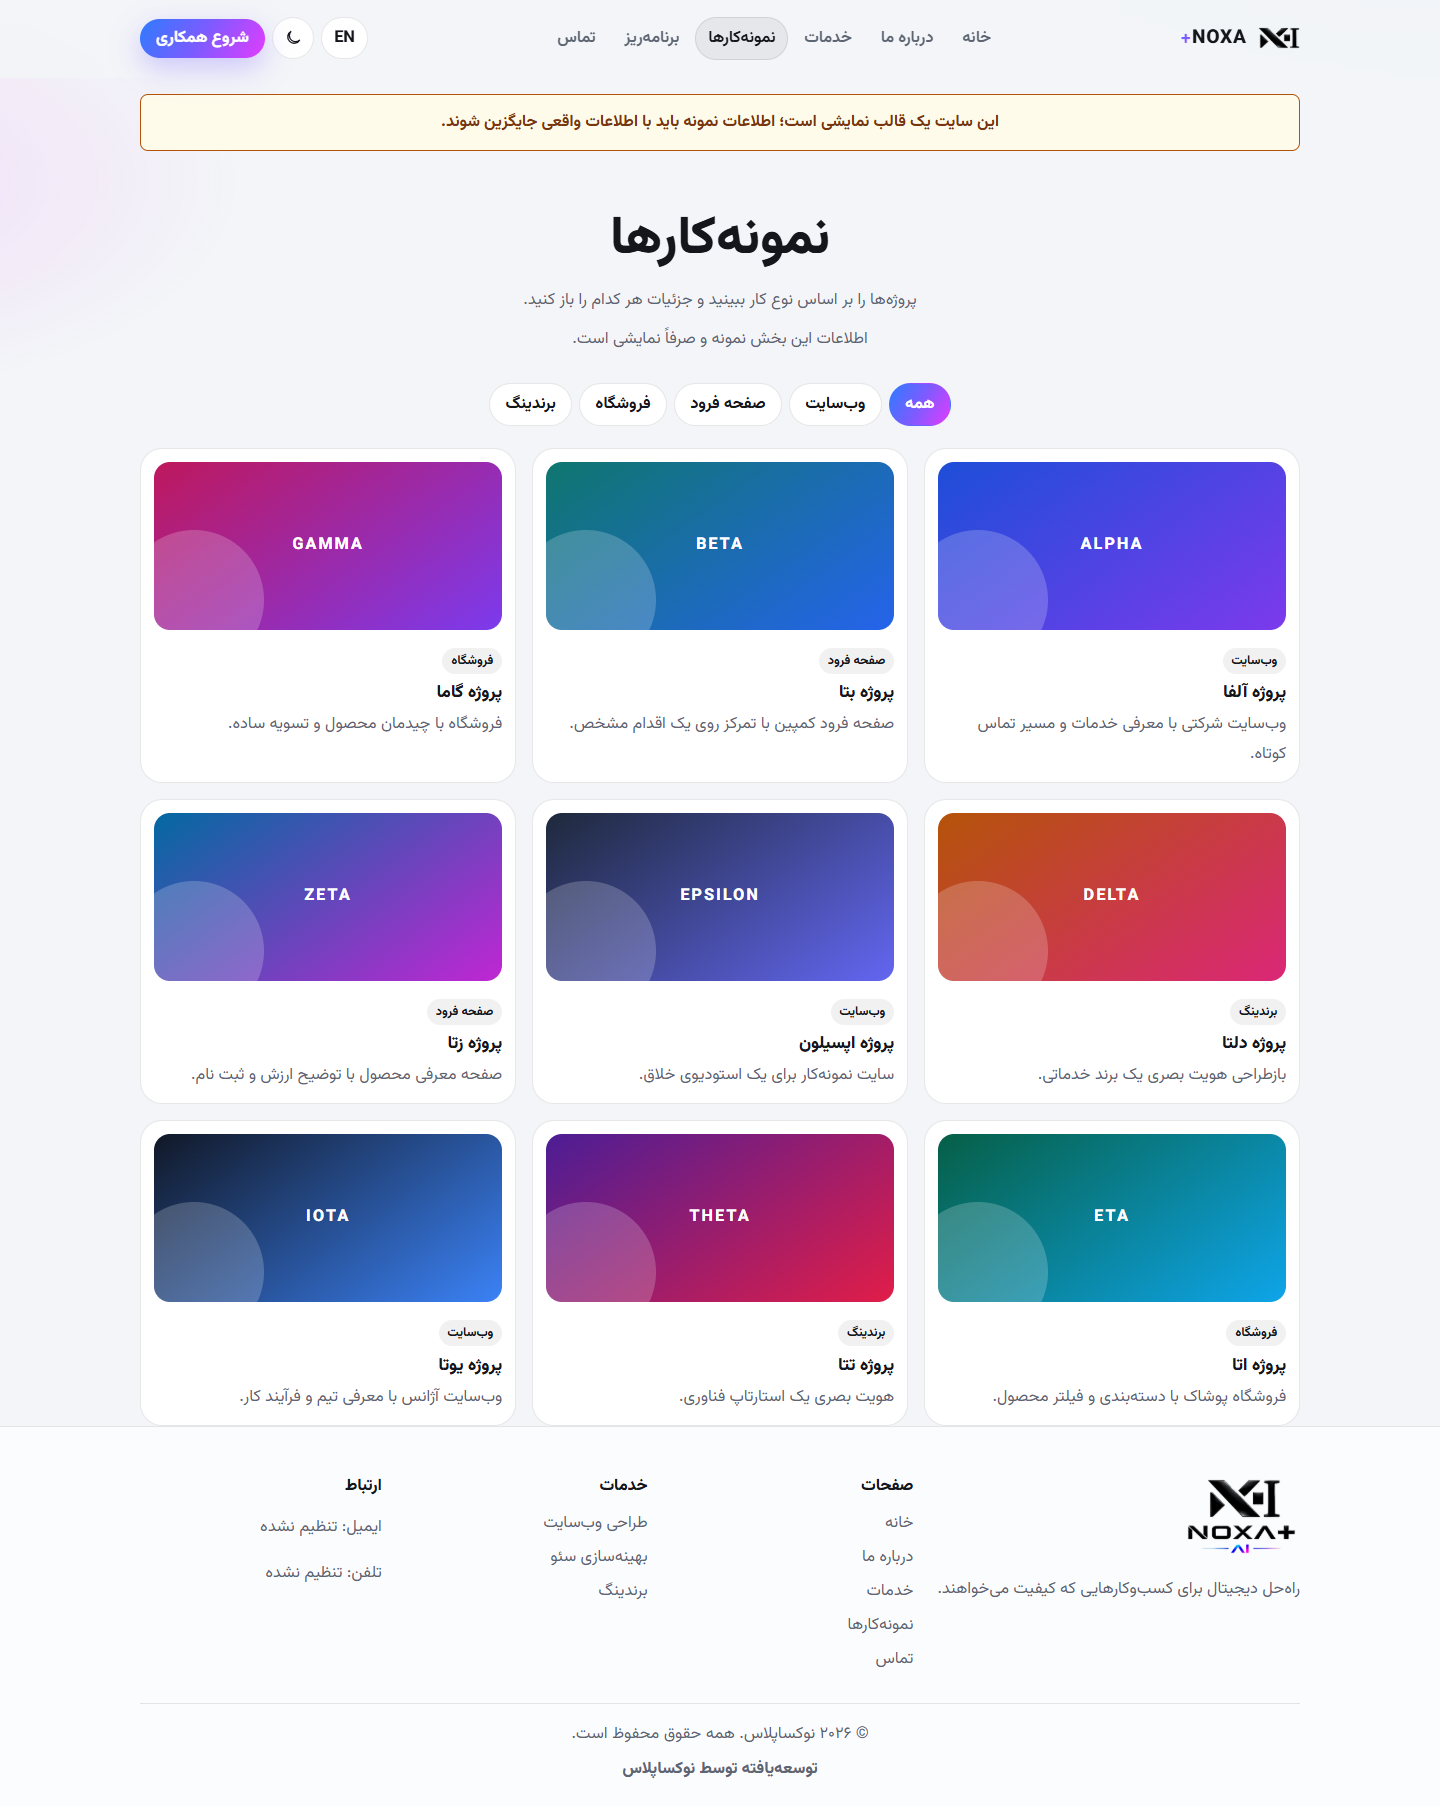 NOXA+
خانه
درباره ما
خدمات
نمونه‌کارها
برنامه‌ریز
تماس
EN
شروع همکاری
این سایت یک قالب نمایشی است؛ اطلاعات نمونه باید با اطلاعات واقعی جایگزین شوند.
نمونه‌کارها
پروژه‌ها را بر اساس نوع کار ببینید و جزئیات هر کدام را باز کنید.
اطلاعات این بخش نمونه و صرفاً نمایشی است.
همه
وب‌سایت
صفحه فرود
فروشگاه
برندینگ
ALPHA
وب‌سایت
پروژه آلفا
وب‌سایت شرکتی با معرفی خدمات و مسیر تماس
کوتاه.
BETA
صفحه فرود
پروژه بتا
صفحه فرود کمپین با تمرکز روی یک اقدام مشخص.
GAMMA
فروشگاه
پروژه گاما
فروشگاه با چیدمان محصول و تسویه ساده.
DELTA
برندینگ
پروژه دلتا
بازطراحی هویت بصری یک برند خدماتی.
EPSILON
وب‌سایت
پروژه اپسیلون
سایت نمونه‌کار برای یک استودیوی خلاق.
ZETA
صفحه فرود
پروژه زتا
صفحه معرفی محصول با توضیح ارزش و ثبت نام.
ETA
فروشگاه
پروژه اتا
فروشگاه پوشاک با دسته‌بندی و فیلتر محصول.
THETA
برندینگ
پروژه تتا
هویت بصری یک استارتاپ فناوری.
IOTA
وب‌سایت
پروژه یوتا
وب‌سایت آژانس با معرفی تیم و فرآیند کار.
NOXA+
AI
راه‌حل دیجیتال برای کسب‌وکارهایی که کیفیت می‌خواهند.
صفحات
خانه
درباره ما
خدمات
نمونه‌کارها
تماس
خدمات
طراحی وب‌سایت
بهینه‌سازی سئو
برندینگ
ارتباط
ایمیل: تنظیم نشده
تلفن: تنظیم نشده
© ۲۰۲۶ نوکساپلاس. همه حقوق محفوظ است.
توسعه‌یافته توسط نوکساپلاس